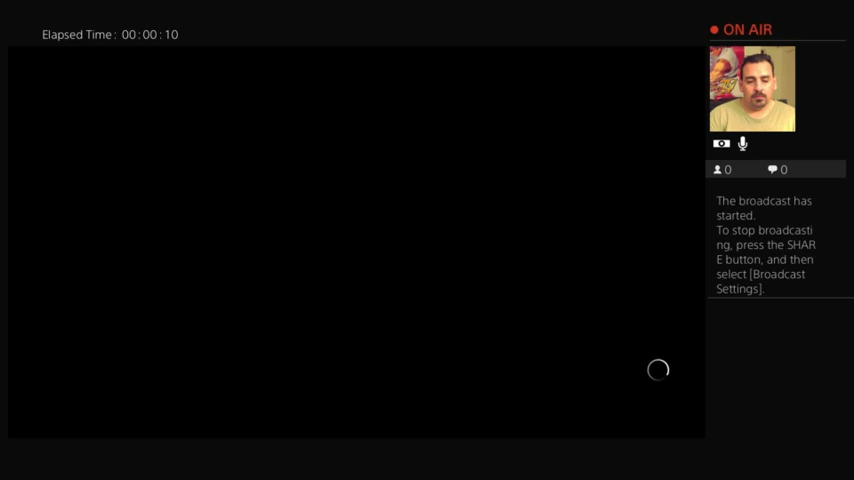 Elapsed Time : 00:00:10
ON AIR
0 0
The broadcast has
started.
To stop broadcasti
ng, press the SHAR
E button, and then
select [Broadcast
Settings].